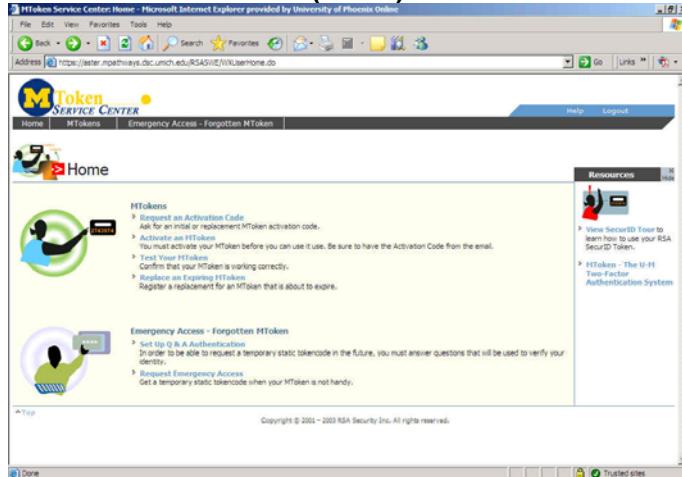 MToken Service Center: Home - Microsoft Internet Explorer provided by University of Phoenix Online
File Edit View Favorites Tools Help
Back Search Favorites
Address https://aster.mpathways.dsc.umich.edu/RSASWE/WXUserHome.do Go Links
MToken
SERVICE CENTER
Help Logout
Home MTokens Emergency Access - Forgotten MToken
Home
Resources
Hide
MTokens
Request an Activation Code
Ask for an initial or replacement MToken activation code.
Activate an MToken
You must activate your MToken before you can use it use. Be sure to have the Activation Code from the email.
Test Your MToken
Confirm that your MToken is working correctly.
Replace an Expiring MToken
Register a replacement for an MToken that is about to expire.
View SecurID Tour to
learn how to use your RSA
SecurID Token.
MToken - The U-M
Two-Factor
Authentication System
Emergency Access - Forgotten MToken
Set Up Q & A Authentication
In order to be able to request a temporary static tokencode in the future, you must answer questions that will be used to verify your
identity.
Request Emergency Access
Get a temporary static tokencode when your MToken is not handy.
Top
Copyright © 2001 - 2003 RSA Security Inc. All rights reserved.
Done Trusted sites